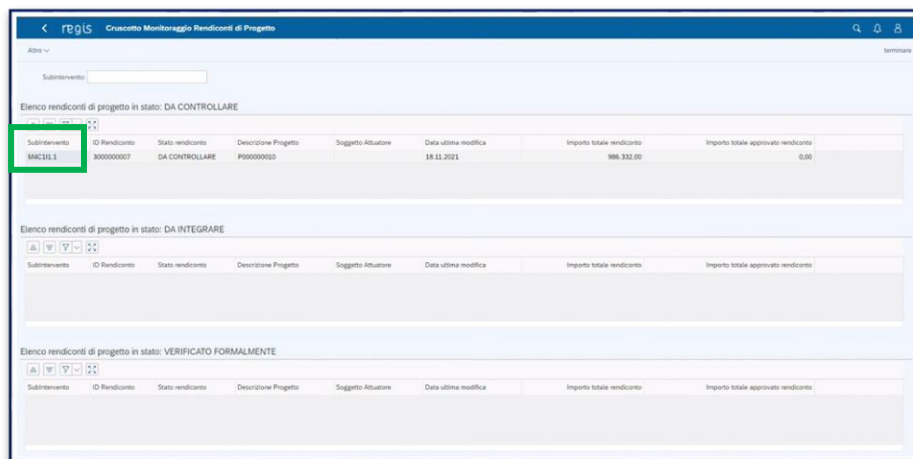 regis Cruscotto Monitoraggio Rendiconti di Progetto
Altro
terminare
Subintervento:
Elenco rendiconti di progetto in stato: DA CONTROLLARE
Subintervento ID Rendiconto Stato rendiconto Descrizione Progetto Soggetto Attuatore Data ultima modifica Importo totale rendiconto Importo totale approvato rendiconto
M4C1I1.1 3000000007 DA CONTROLLARE P000000010 18.11.2021 986.332,00 0,00
Elenco rendiconti di progetto in stato: DA INTEGRARE
Subintervento ID Rendiconto Stato rendiconto Descrizione Progetto Soggetto Attuatore Data ultima modifica Importo totale rendiconto Importo totale approvato rendiconto
Elenco rendiconti di progetto in stato: VERIFICATO FORMALMENTE
Subintervento ID Rendiconto Stato rendiconto Descrizione Progetto Soggetto Attuatore Data ultima modifica Importo totale rendiconto Importo totale approvato rendiconto